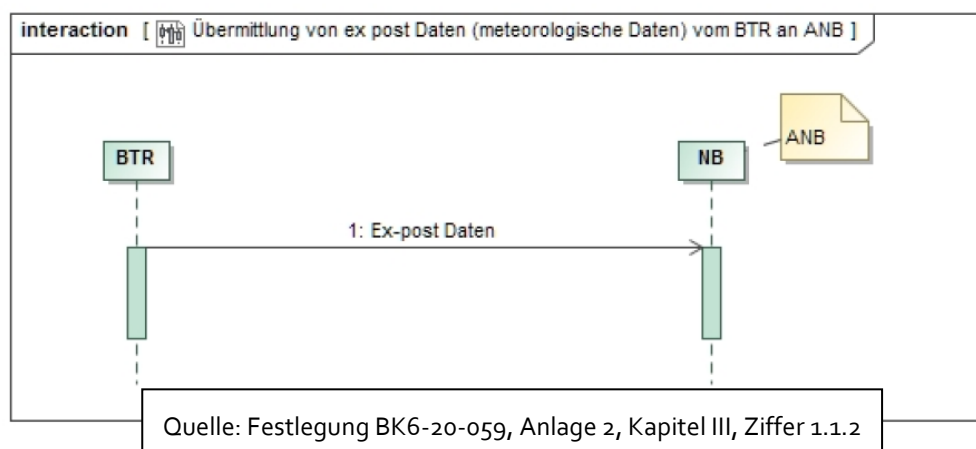 interaction [ Übermittlung von ex post Daten (meteorologische Daten) vom BTR an ANB ]
ANB
BTR
NB
1: Ex-post Daten
Quelle: Festlegung BK6-20-059, Anlage 2, Kapitel III, Ziffer 1.1.2